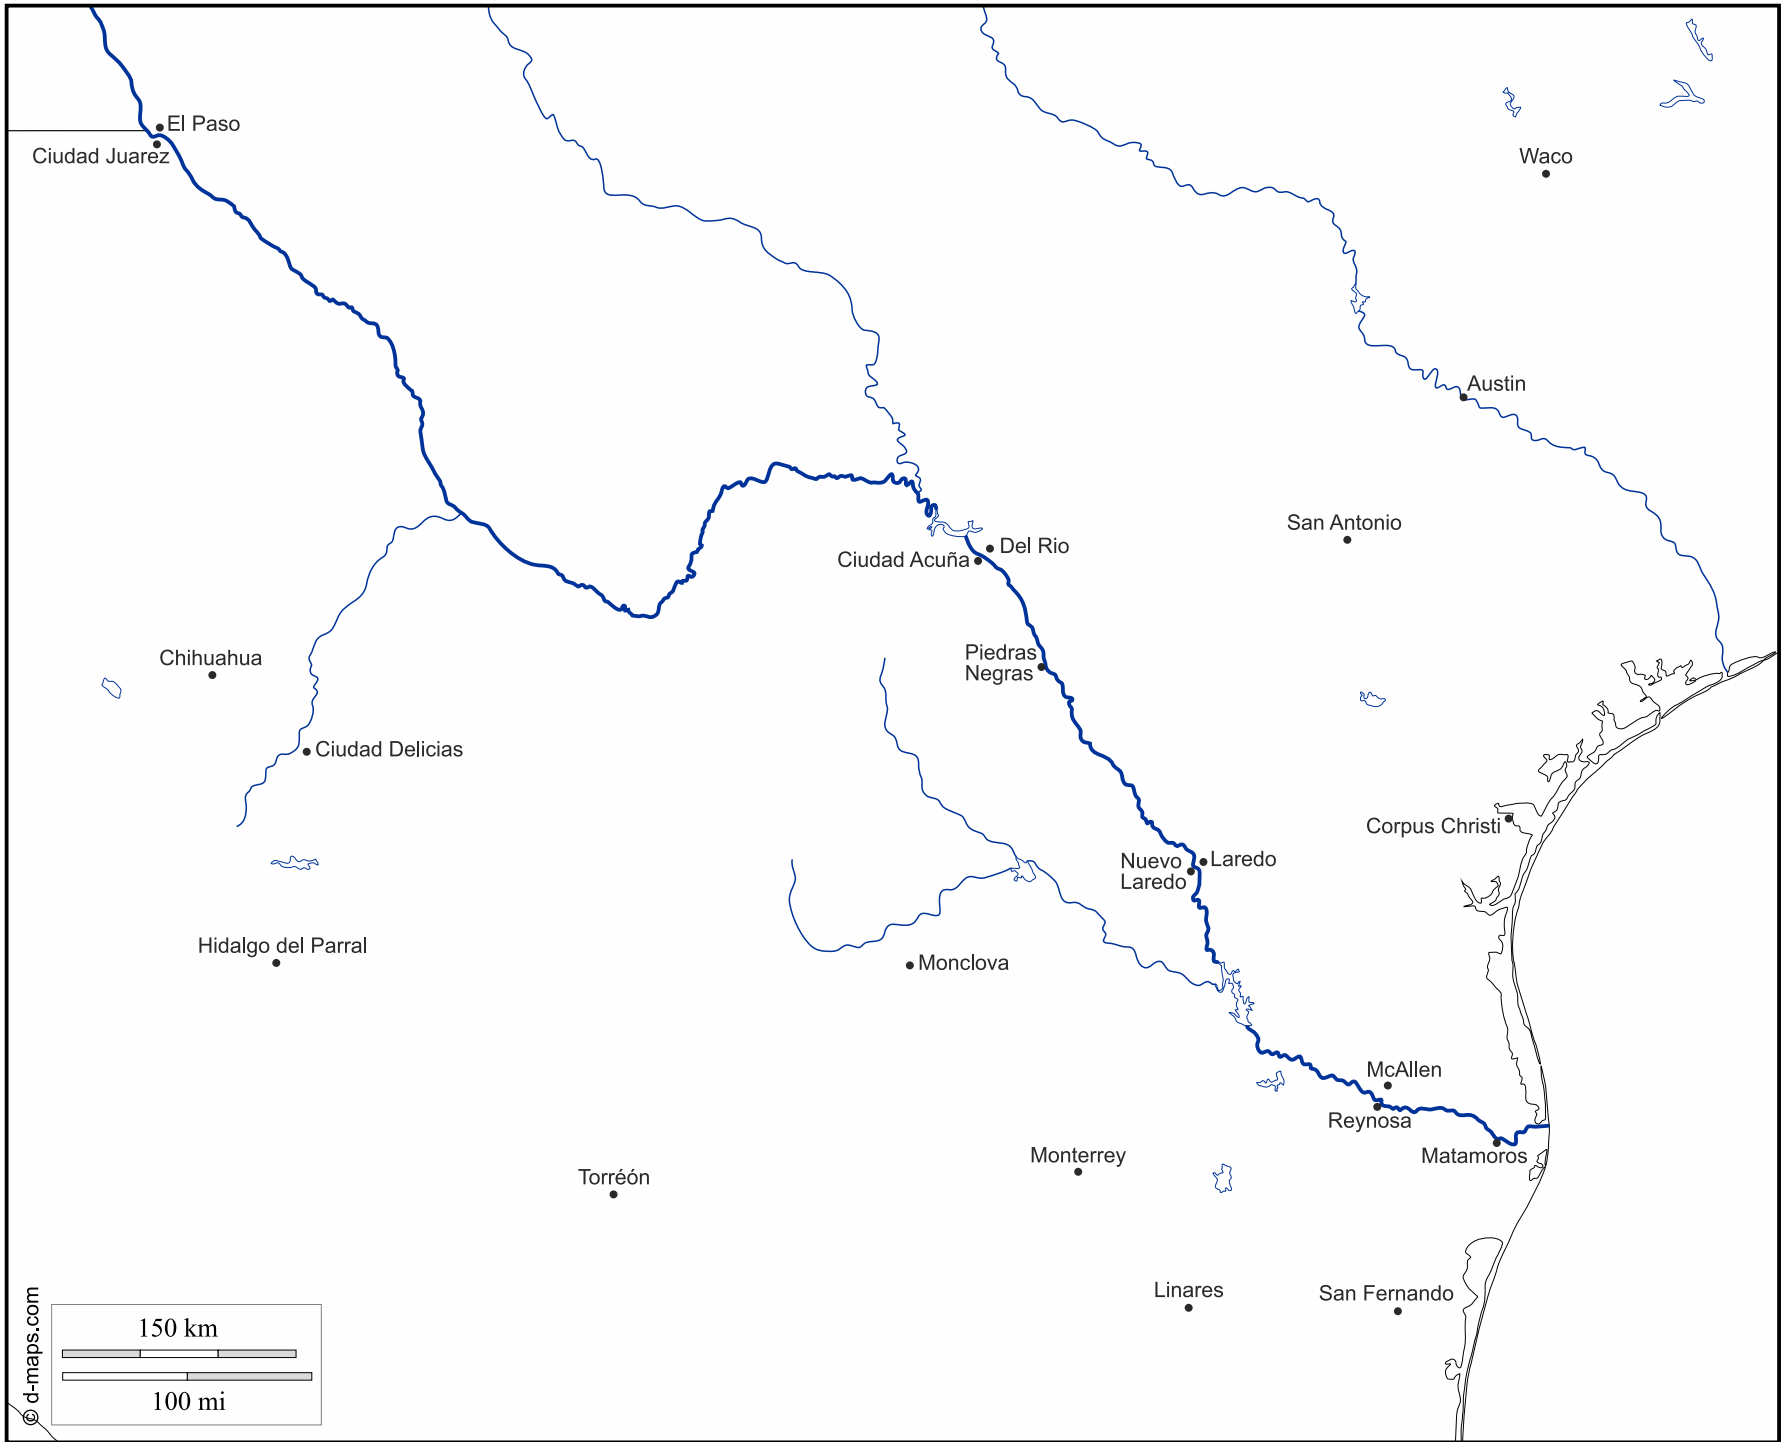 El Paso
Ciudad Juarez
Waco
Austin
San Antonio
Del Rio
Ciudad Acuña
Piedras
Negras
Chihuahua
Ciudad Delicias
Corpus Christi
Nuevo
Laredo
Laredo
Hidalgo del Parral
Monclova
McAllen
Reynosa
Matamoros
Monterrey
Torréón
Linares
San Fernando
150 km
100 mi
© d-maps.com